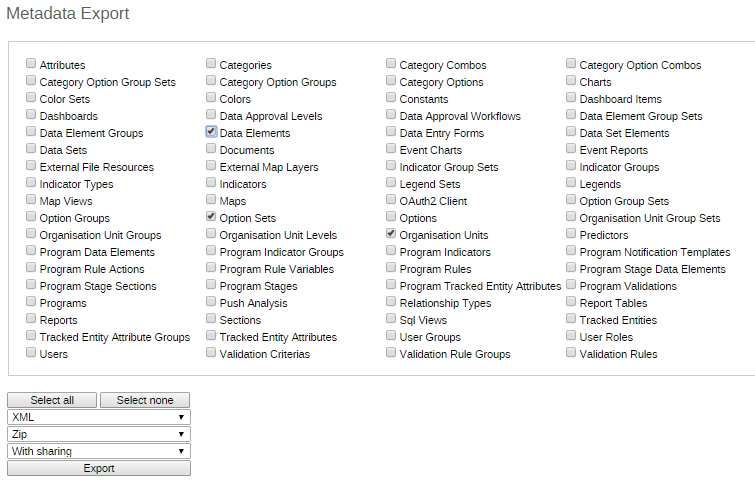 Metadata Export
Attributes Categories Category Combos Category Option Combos
Category Option Group Sets Category Option Groups Category Options Charts
Color Sets Colors Constants Dashboard Items
Dashboards Data Approval Levels Data Approval Workflows Data Element Group Sets
Data Element Groups Data Elements Data Entry Forms Data Set Elements
Data Sets Documents Event Charts Event Reports
External File Resources External Map Layers Indicator Group Sets Indicator Groups
Indicator Types Indicators Legend Sets Legends
Map Views Maps OAuth2 Client Option Group Sets
Option Groups Option Sets Options Organisation Unit Group Sets
Organisation Unit Groups Organisation Unit Levels Organisation Units Predictors
Program Data Elements Program Indicator Groups Program Indicators Program Notification Templates
Program Rule Actions Program Rule Variables Program Rules Program Stage Data Elements
Program Stage Sections Program Stages Program Tracked Entity Attributes Program Validations
Programs Push Analysis Relationship Types Report Tables
Reports Sections Sql Views Tracked Entities
Tracked Entity Attribute Groups Tracked Entity Attributes User Groups User Roles
Users Validation Criterias Validation Rule Groups Validation Rules
Select all Select none
XML
Zip
With sharing
Export